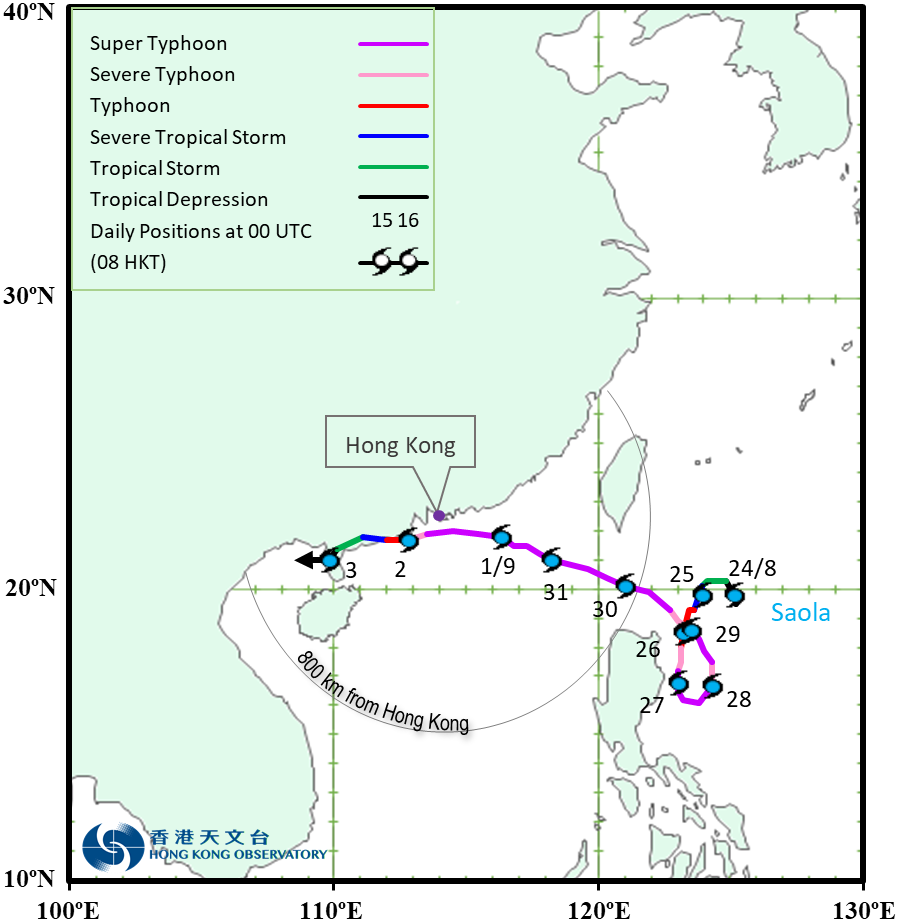 40ºN
Super Typhoon
Severe Typhoon
Typhoon
Severe Tropical Storm
Tropical Storm
Tropical Depression
15 16
Daily Positions at 00 UTC
(08 HKT)
30ºN
Hong Kong
3
2
1/9
31
30
25
24/8
20ºN
Saola
26
29
27
28
800 km from Hong Kong
香港天文台
HONG KONG OBSERVATORY
10ºN
100ºE
110ºE
120ºE
130ºE